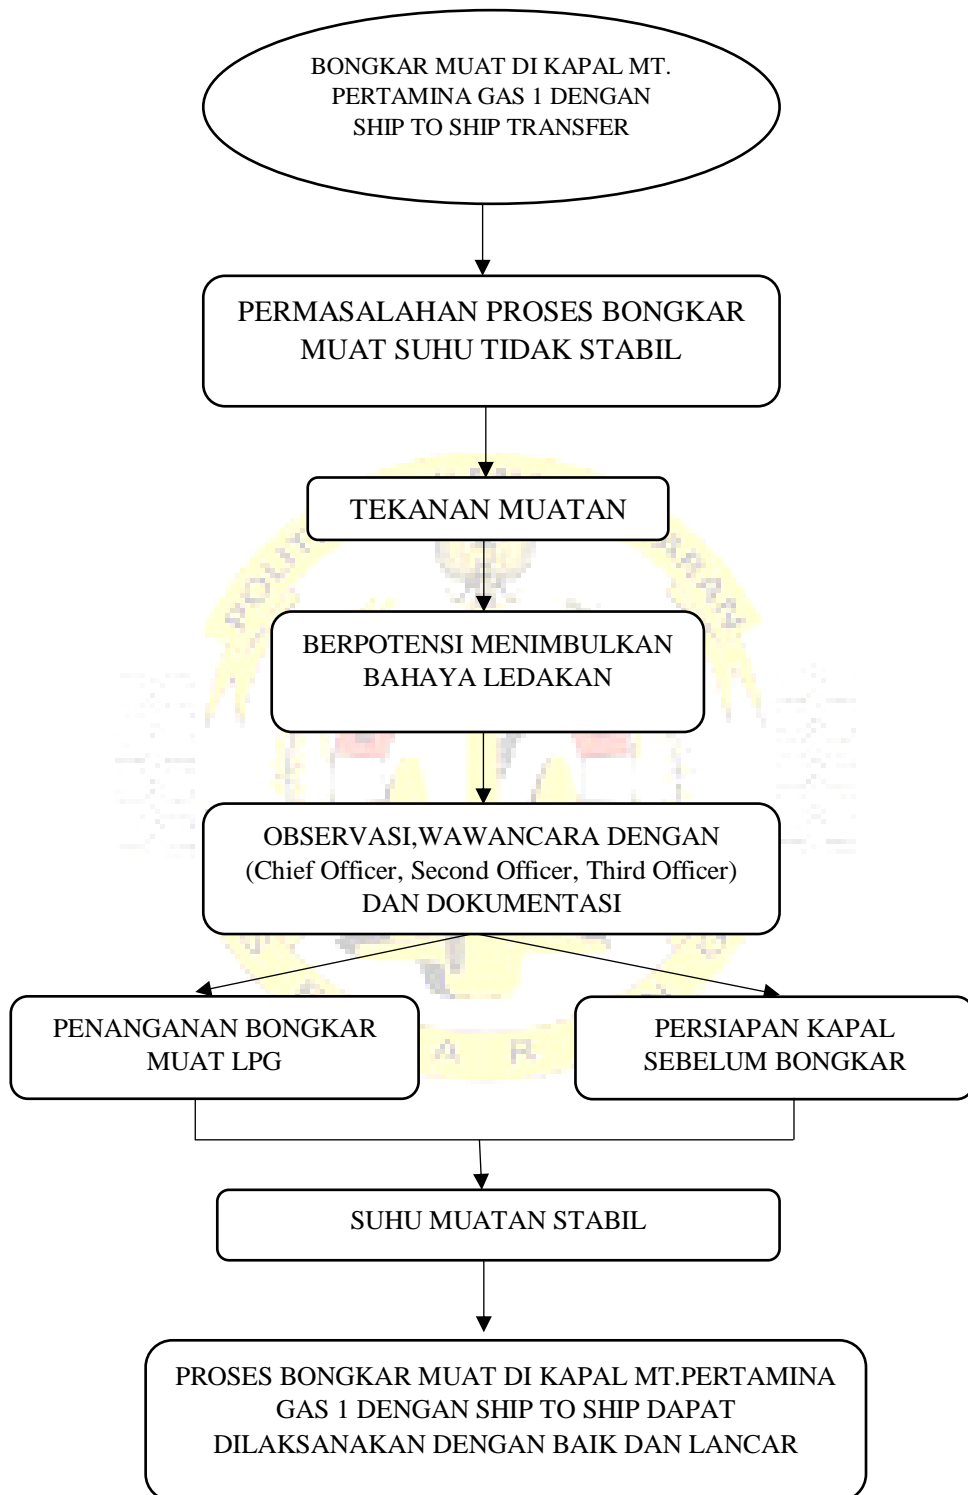 BONGKAR MUAT DI KAPAL MT.
PERTAMINA GAS 1 DENGAN
SHIP TO SHIP TRANSFER
PERMASALAHAN PROSES BONGKAR
MUAT SUHU TIDAK STABIL
TEKANAN MUATAN
BERPOTENSI MENIMBULKAN
BAHAYA LEDAKAN
OBSERVASI,WAWANCARA DENGAN
(Chief Officer, Second Officer, Third Officer)
DAN DOKUMENTASI
PENANGANAN BONGKAR
MUAT LPG
PERSIAPAN KAPAL
SEBELUM BONGKAR
SUHU MUATAN STABIL
PROSES BONGKAR MUAT DI KAPAL MT.PERTAMINA
GAS 1 DENGAN SHIP TO SHIP DAPAT
DILAKSANAKAN DENGAN BAIK DAN LANCAR